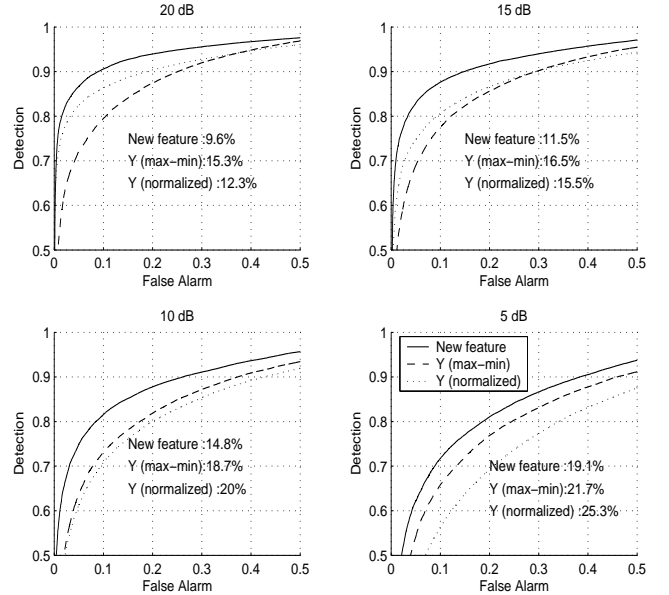 20 dB
1
0.9
0.8
0.7
0.6
0.5
Detection
New feature :9.6%
Y (max-min):15.3%
Y (normalized) :12.3%
0 0.1 0.2 0.3 0.4 0.5
False Alarm
15 dB
1
0.9
0.8
0.7
0.6
0.5
Detection
New feature :11.5%
Y (max-min):16.5%
Y (normalized) :15.5%
0 0.1 0.2 0.3 0.4 0.5
False Alarm
10 dB
1
0.9
0.8
0.7
0.6
0.5
Detection
New feature :14.8%
Y (max-min):18.7%
Y (normalized) :20%
0 0.1 0.2 0.3 0.4 0.5
False Alarm
5 dB
1
0.9
0.8
0.7
0.6
0.5
Detection
New feature
Y (max-min)
Y (normalized)
New feature :19.1%
Y (max-min):21.7%
Y (normalized) :25.3%
0 0.1 0.2 0.3 0.4 0.5
False Alarm